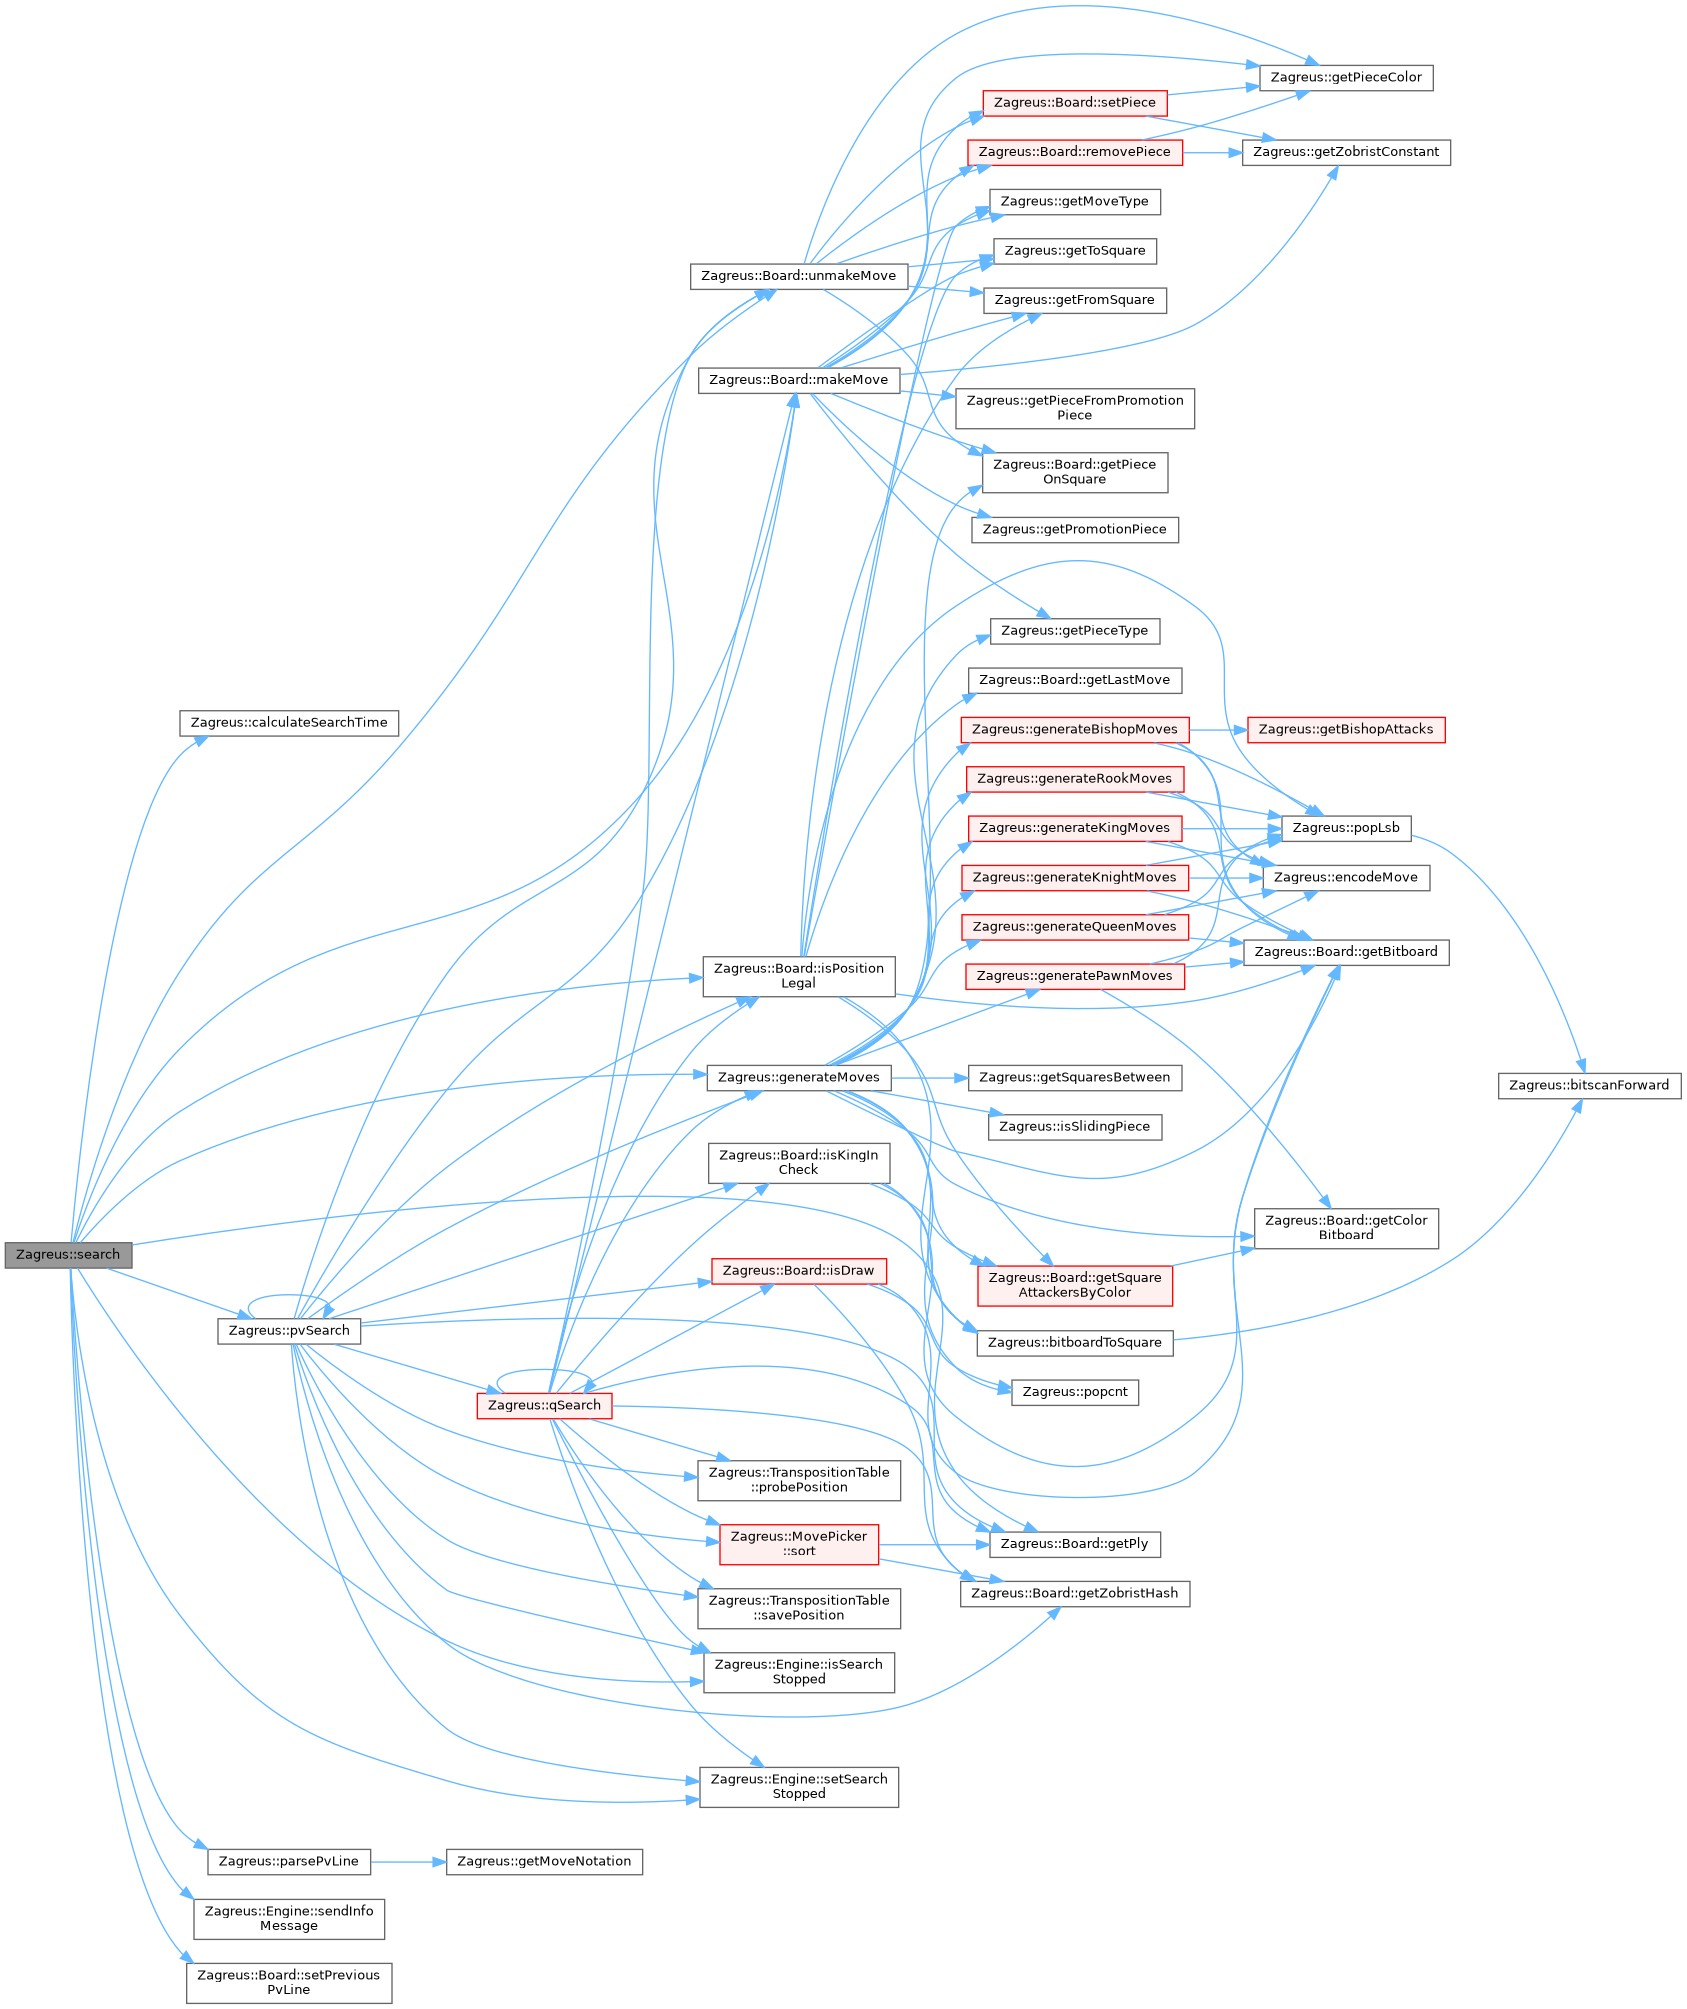 Zagreus::search
Zagreus::calculateSearchTime
Zagreus::pvSearch
Zagreus::parsePvLine
Zagreus::Engine::sendInfo
Message
Zagreus::Board::setPrevious
PvLine
Zagreus::qSearch
Zagreus::getMoveNotation
Zagreus::Board::unmakeMove
Zagreus::Board::makeMove
Zagreus::Board::isPosition
Legal
Zagreus::generateMoves
Zagreus::Board::isKingIn
Check
Zagreus::Board::isDraw
Zagreus::TranspositionTable
::probePosition
Zagreus::MovePicker
::sort
Zagreus::TranspositionTable
::savePosition
Zagreus::Engine::isSearch
Stopped
Zagreus::Engine::setSearch
Stopped
Zagreus::Board::setPiece
Zagreus::Board::removePiece
Zagreus::getMoveType
Zagreus::getToSquare
Zagreus::getFromSquare
Zagreus::getPieceFromPromotion
Piece
Zagreus::Board::getPiece
OnSquare
Zagreus::getPromotionPiece
Zagreus::getPieceType
Zagreus::Board::getLastMove
Zagreus::generateBishopMoves
Zagreus::generateRookMoves
Zagreus::generateKingMoves
Zagreus::generateKnightMoves
Zagreus::generateQueenMoves
Zagreus::generatePawnMoves
Zagreus::getSquaresBetween
Zagreus::isSlidingPiece
Zagreus::Board::getSquare
AttackersByColor
Zagreus::bitboardToSquare
Zagreus::popcnt
Zagreus::Board::getPly
Zagreus::Board::getZobristHash
Zagreus::getPieceColor
Zagreus::getZobristConstant
Zagreus::getBishopAttacks
Zagreus::popLsb
Zagreus::encodeMove
Zagreus::Board::getBitboard
Zagreus::Board::getColor
Bitboard
Zagreus::bitscanForward